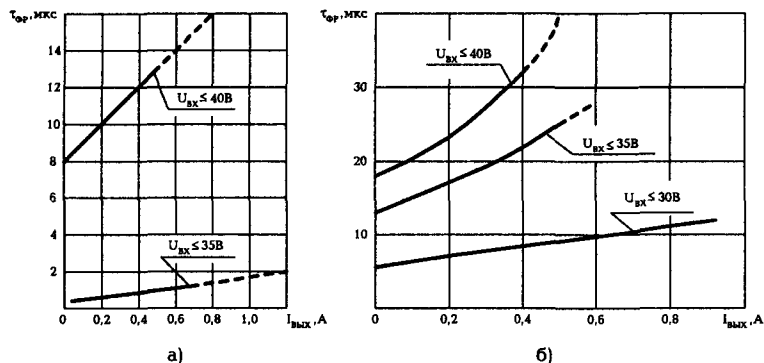 τФР, мкс
14
12
10
8
6
4
2
0
0,2
0,4
0,6
0,8
1,0
Iвых, А
Uвх ≤ 40В
Uвх ≤ 35В
а)
τФР, мкс
30
20
10
0
0,2
0,4
0,6
0,8
Iвых, А
Uвх ≤ 40В
Uвх ≤ 35В
Uвх ≤ 30В
б)